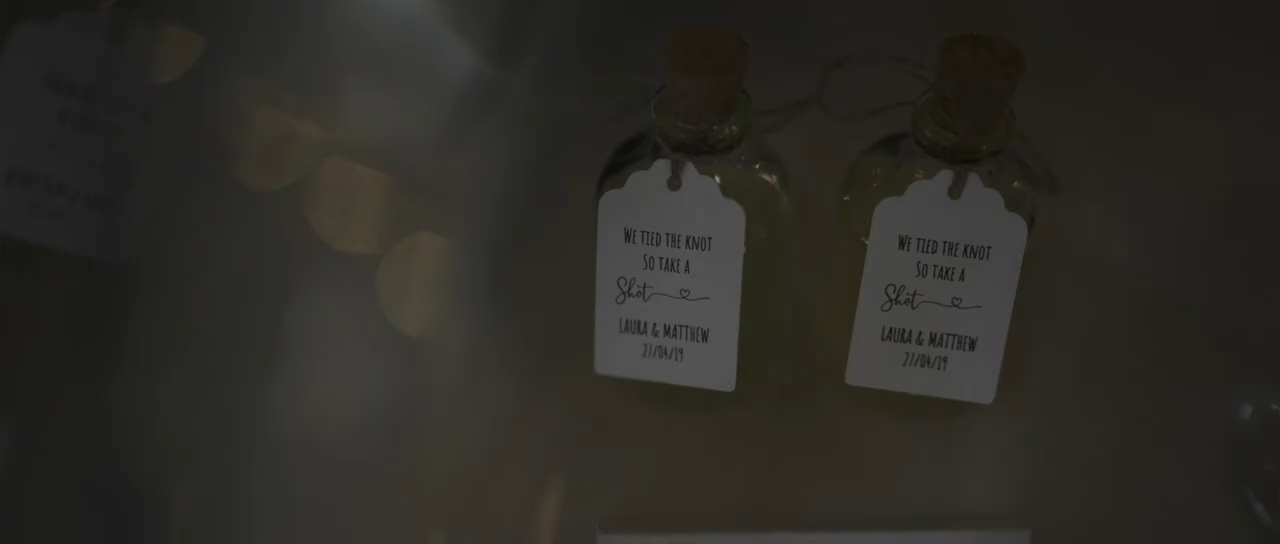 We tied the knot
So take a
Shot
Laura & Matthew
27/04/19
We tied the knot
So take a
Shot
Laura & Matthew
27/04/19